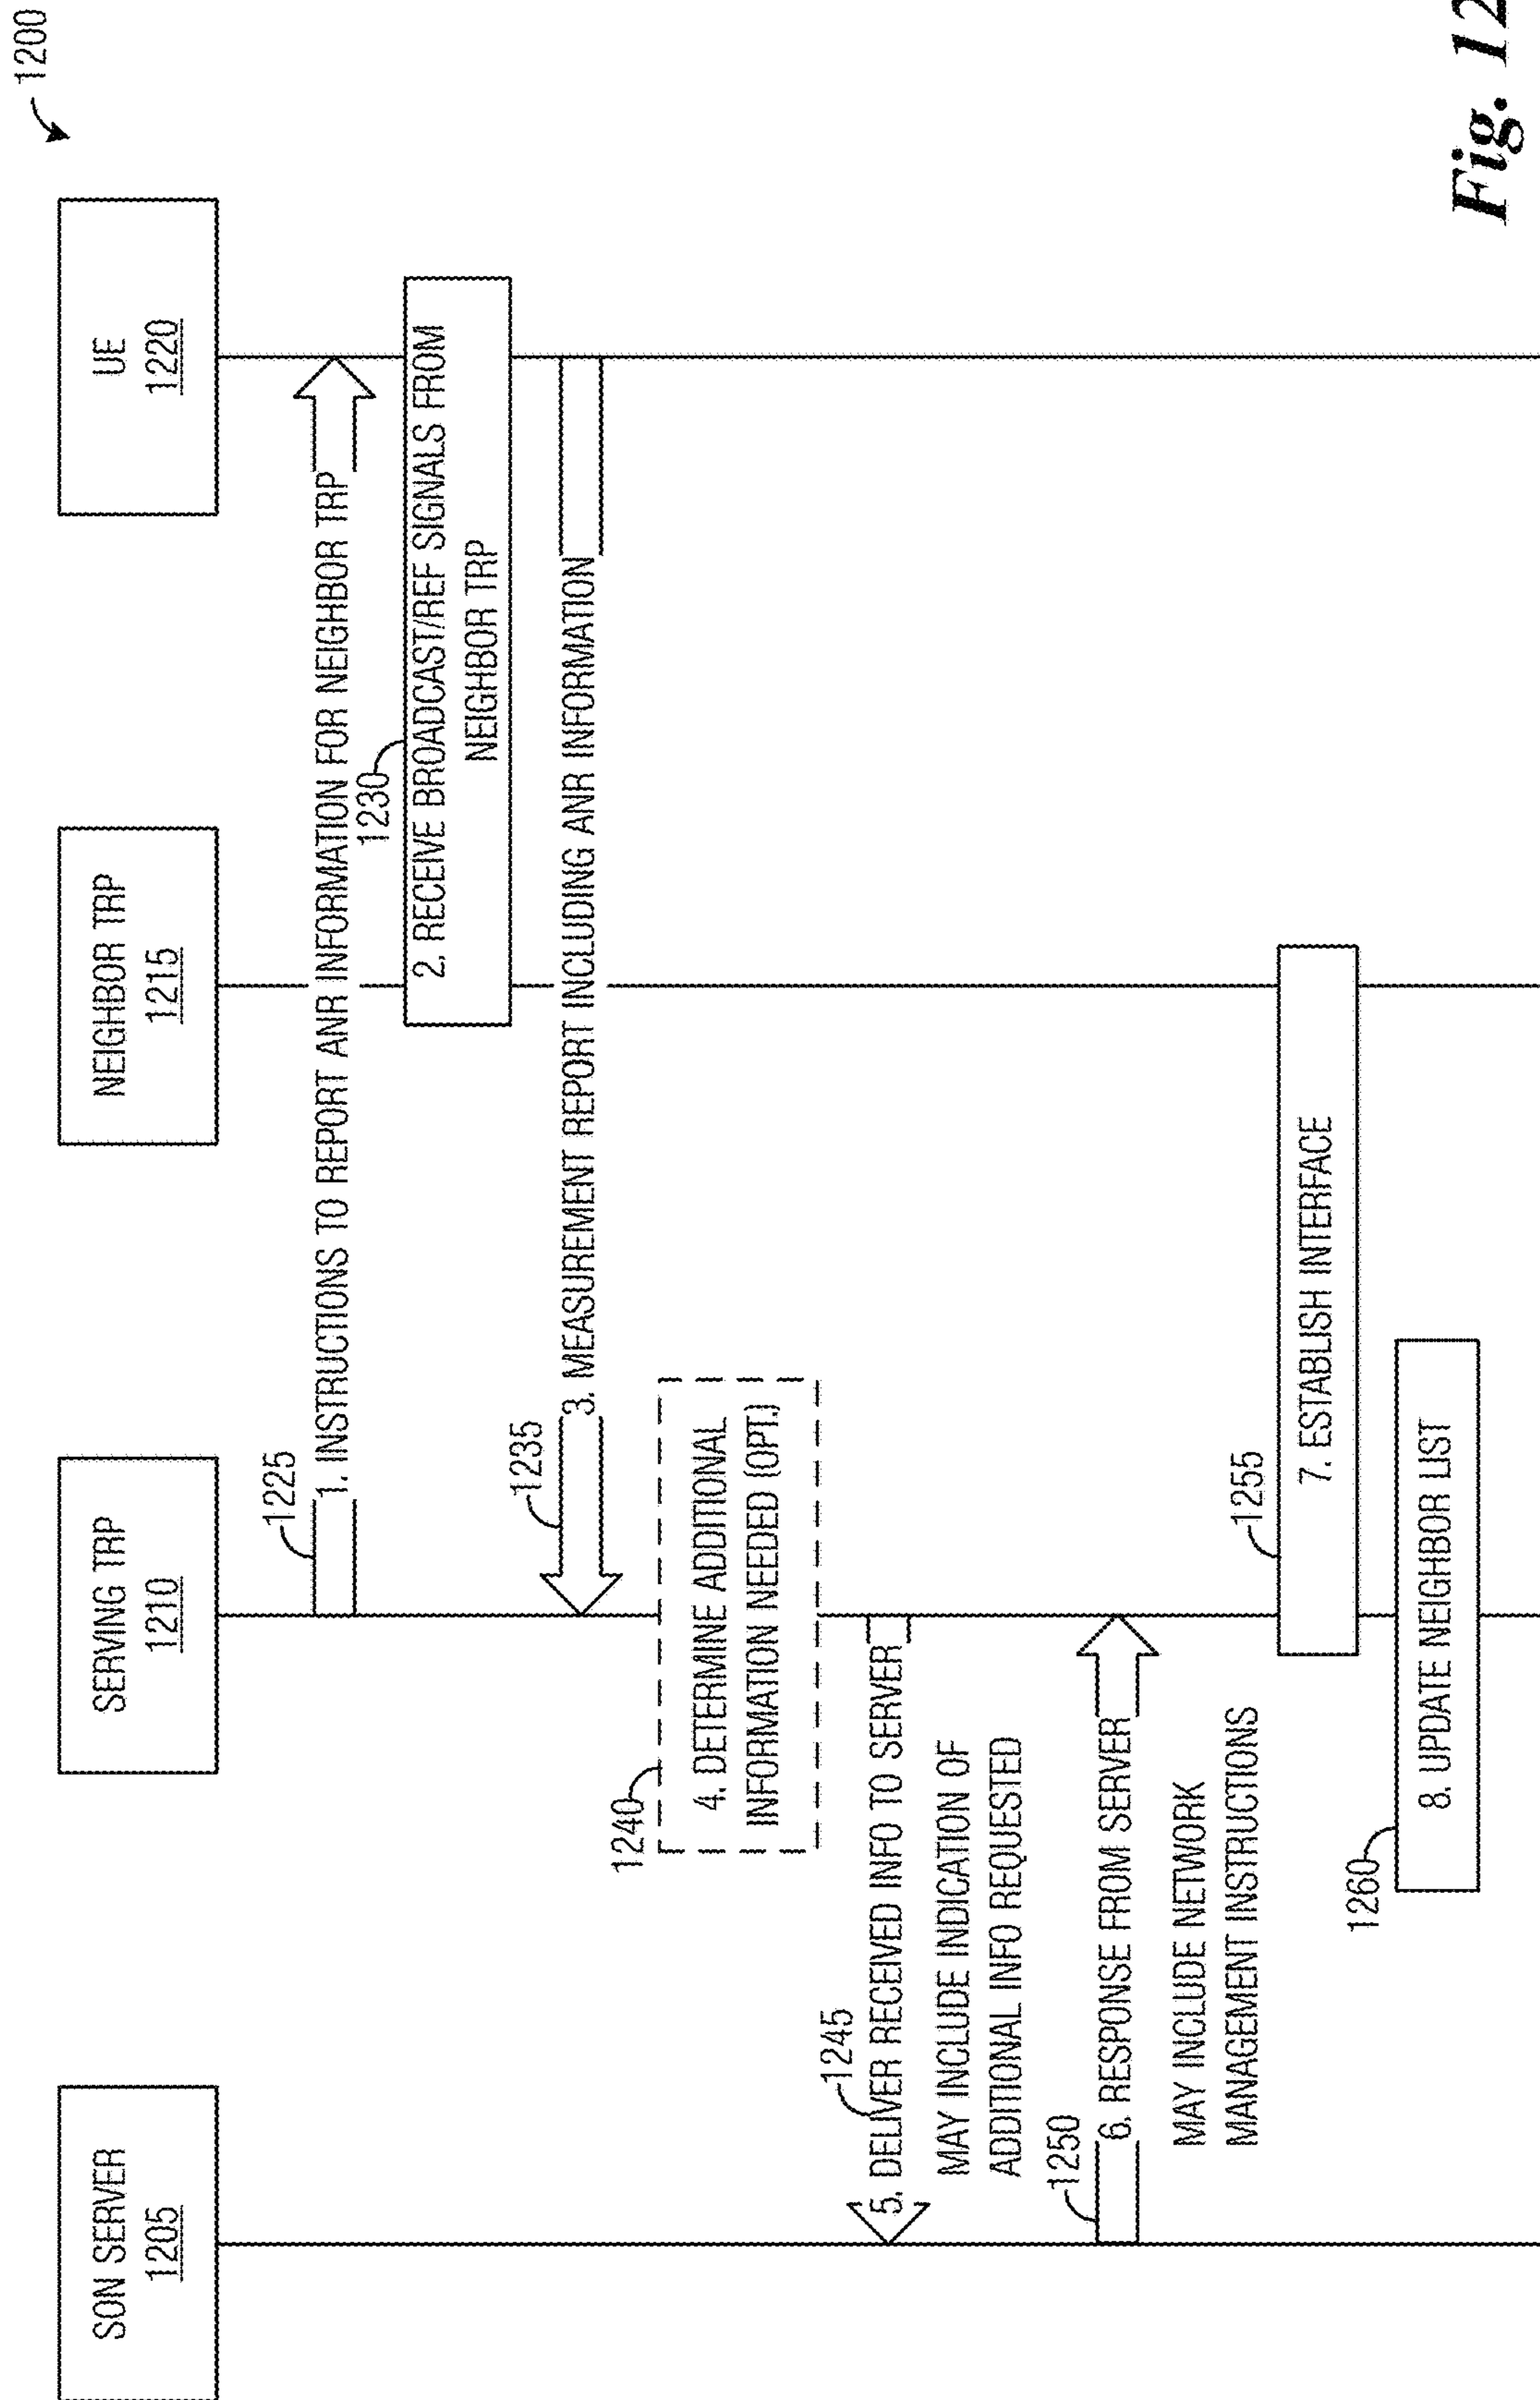 1200
SON SERVER
1205
SERVING TRP
1210
NEIGHBOR TRP
1215
UE
1220
1225
1. INSTRUCTIONS TO REPORT ANR INFORMATION FOR NEIGHBOR TRP
1230
2. RECEIVE BROADCAST/REF SIGNALS FROM
NEIGHBOR TRP
1235
3. MEASUREMENT REPORT INCLUDING ANR INFORMATION
1240
4. DETERMINE ADDITIONAL
INFORMATION NEEDED (OPT.)
1245
5. DELIVER RECEIVED INFO TO SERVER
MAY INCLUDE INDICATION OF
ADDITIONAL INFO REQUESTED
1250
6. RESPONSE FROM SERVER
MAY INCLUDE NETWORK
MANAGEMENT INSTRUCTIONS
1255
7. ESTABLISH INTERFACE
1260
8. UPDATE NEIGHBOR LIST
Fig. 12